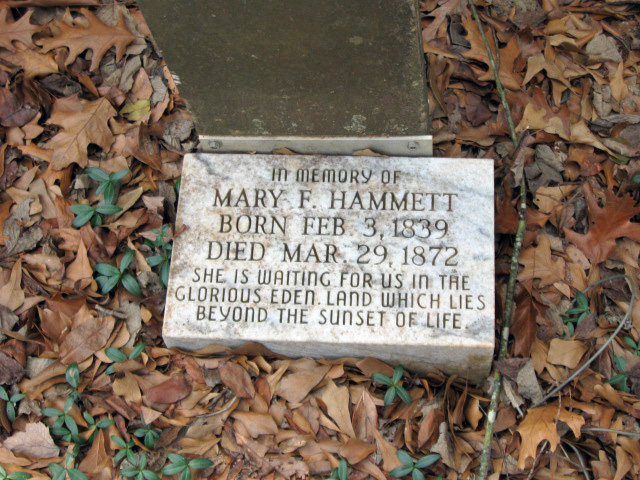 IN MEMORY OF
MARY F. HAMMETT
BORN FEB. 3, 1839
DIED MAR. 29, 1872
SHE IS WAITING FOR US IN THE
GLORIOUS EDEN. LAND WHICH LIES
BEYOND THE SUNSET OF LIFE.